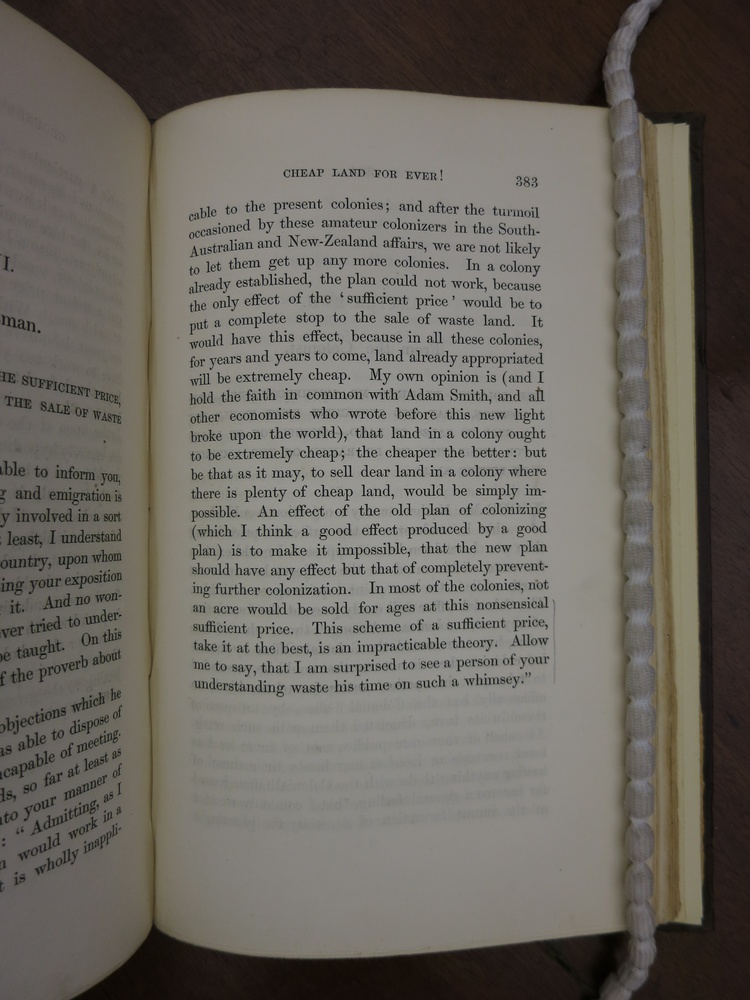 VI.
man.
HE SUFFICIENT PRICE,
THE SALE OF WASTE
able to inform you,
and emigration is
y involved in a sort
least, I understand
ountry, upon whom
ing your exposition
it. And no won-
ver tried to under-
be taught. On this
f the proverb about
objections which he
as able to dispose of
ncapable of meeting.
ds, so far at least as
nto your manner of
: " Admitting, as I
n would work in a
t is wholly inappli-
CHEAP LAND FOR EVER! 383
cable to the present colonies; and after the turmoil
occasioned by these amateur colonizers in the South-
Australian and New-Zealand affairs, we are not likely
to let them get up any more colonies. In a colony
already established, the plan could not work, because
the only effect of the ' sufficient price ' would be to
put a complete stop to the sale of waste land. It
would have this effect, because in all these colonies,
for years and years to come, land already appropriated
will be extremely cheap. My own opinion is (and I
hold the faith in common with Adam Smith, and all
other economists who wrote before this new light
broke upon the world), that land in a colony ought
to be extremely cheap; the cheaper the better: but
be that as it may, to sell dear land in a colony where
there is plenty of cheap land, would be simply im-
possible. An effect of the old plan of colonizing
(which I think a good effect produced by a good
plan) is to make it impossible, that the new plan
should have any effect but that of completely prevent-
ing further colonization. In most of the colonies, not
an acre would be sold for ages at this nonsensical
sufficient price. This scheme of a sufficient price,
take it at the best, is an impracticable theory. Allow
me to say, that I am surprised to see a person of your
understanding waste his time on such a whimsey."